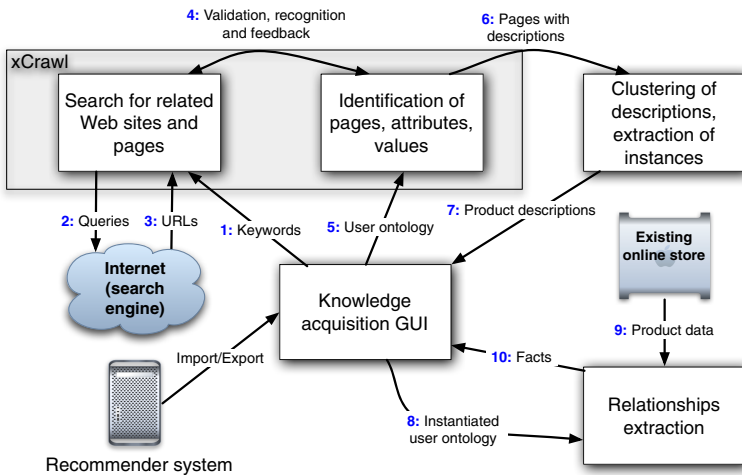 4: Validation, recognition
and feedback
6: Pages with
descriptions
xCrawl
Search for related
Web sites and
pages
Identification of
pages, attributes,
values
Clustering of
descriptions,
extraction of
instances
2: Queries
3: URLs
1: Keywords
5: User ontology
7: Product descriptions
Internet
(search
engine)
Existing
online store
Knowledge
acquisition GUI
9: Product data
Import/Export
10: Facts
8: Instantiated
user ontology
Relationships
extraction
Recommender system